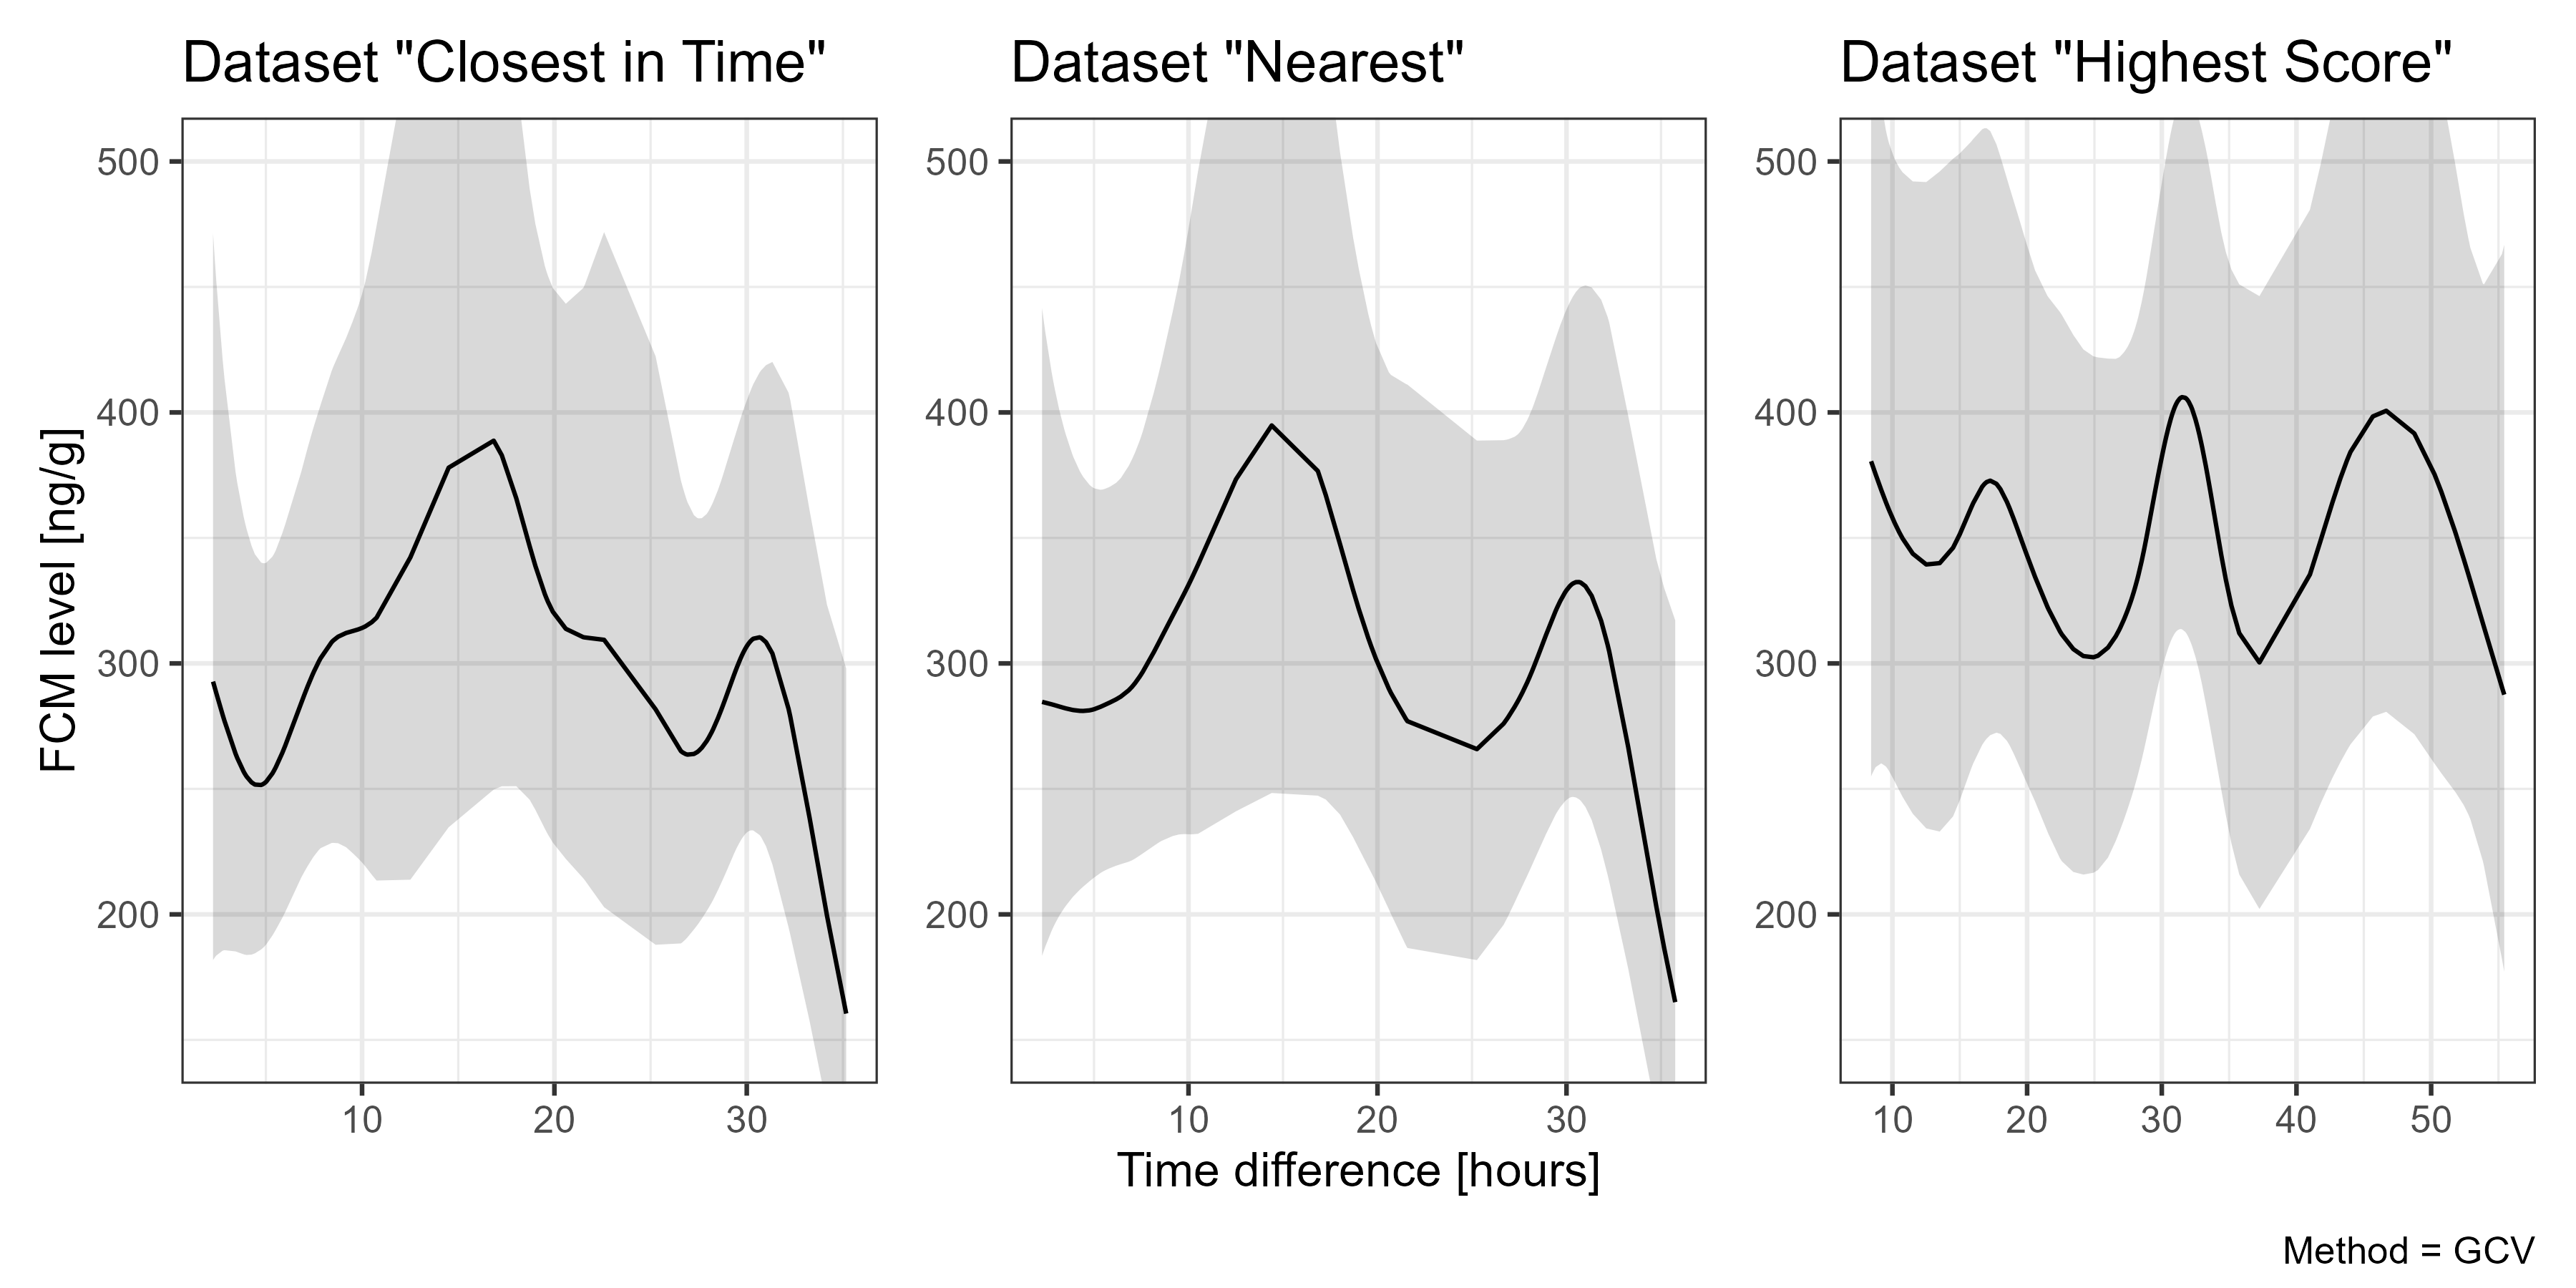 Dataset "Closest in Time"
Dataset "Nearest"
Dataset "Highest Score"
FCM level [ng/g]
500
400
300
200
500
400
300
200
500
400
300
200
10 20 30
10 20 30
10 20 30 40 50
Time difference [hours]
Method = GCV